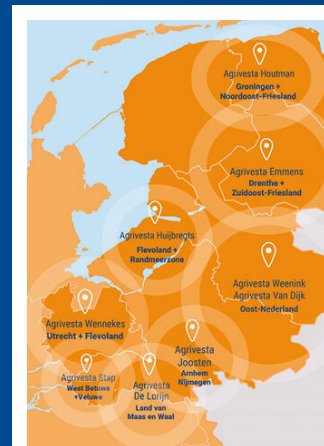 Agrivesta Houtman
Groningen +
Noordoost-Friesland
Agrivesta Emmens
Drenthe +
Zuidoost-Friesland
Agrivesta Huijbregts
Flevoland +
Randmeerzone
Agrivesta Weenink
Agrivesta Van Dijk
Oost-Nederland
Agrivesta Wennekes
Utrecht + Flevoland
Agrivesta
Joosten
Arnhem
Nijmegen
Agrivesta Stap
West Betuwe
+Veluwe
Agrivesta
De Lorijn
Land van
Maas en Waal